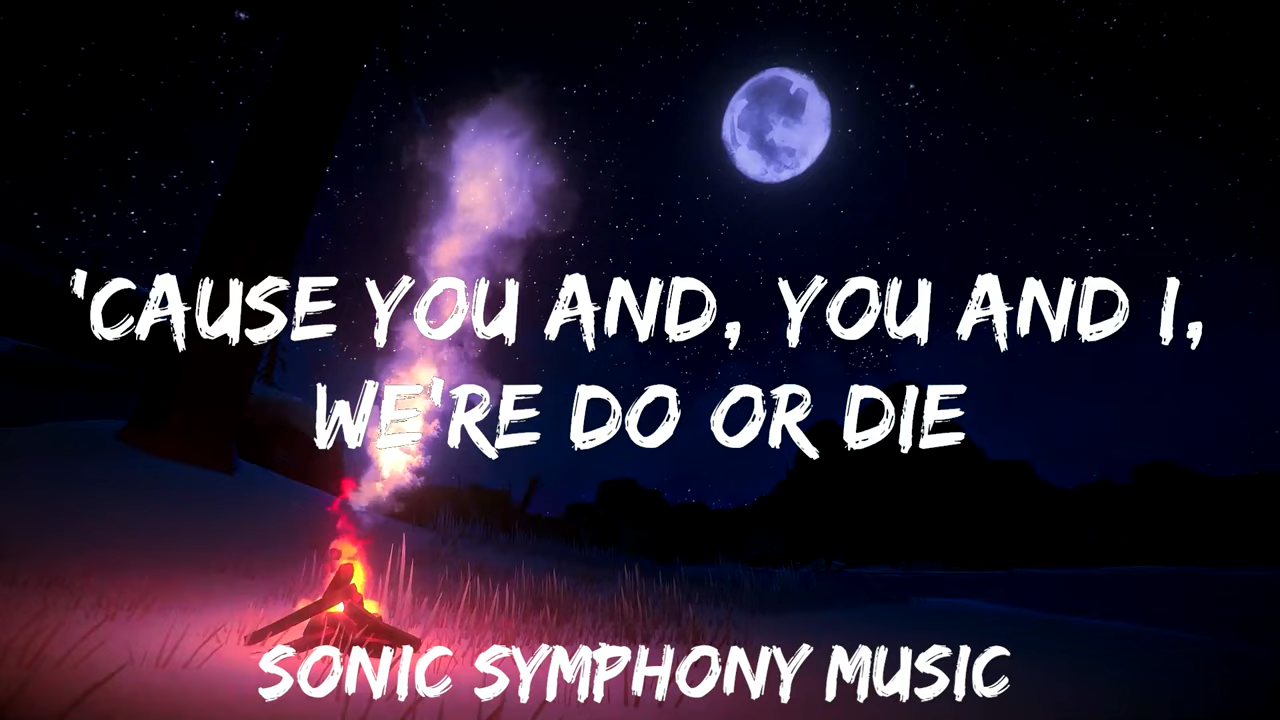 'CAUSE YOU AND, YOU AND I,
WE'RE DO OR DIE
SONIC SYMPHONY MUSIC